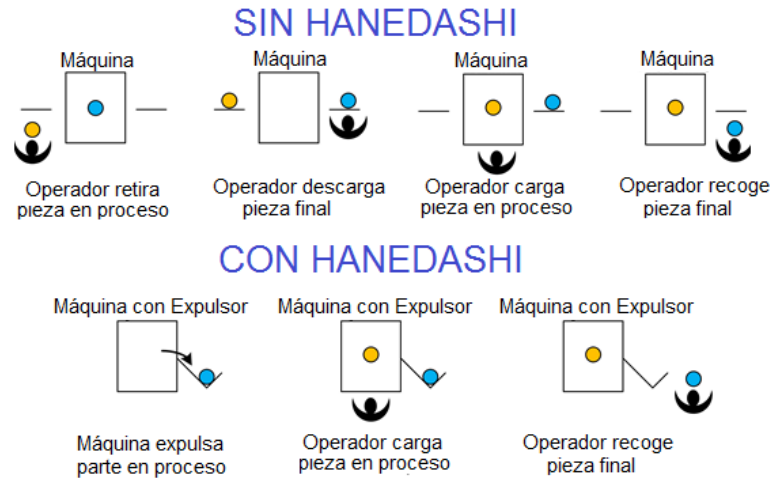 SIN HANEDASHI
Máquina
Máquina
Máquina
Máquina
Operador retira
pieza en proceso
Operador descarga
pieza final
Operador carga
pieza en proceso
Operador recoge
pieza final
CON HANEDASHI
Máquina con Expulsor
Máquina con Expulsor
Máquina con Expulsor
Máquina expulsa
parte en proceso
Operador carga
pieza en proceso
Operador recoge
pieza final